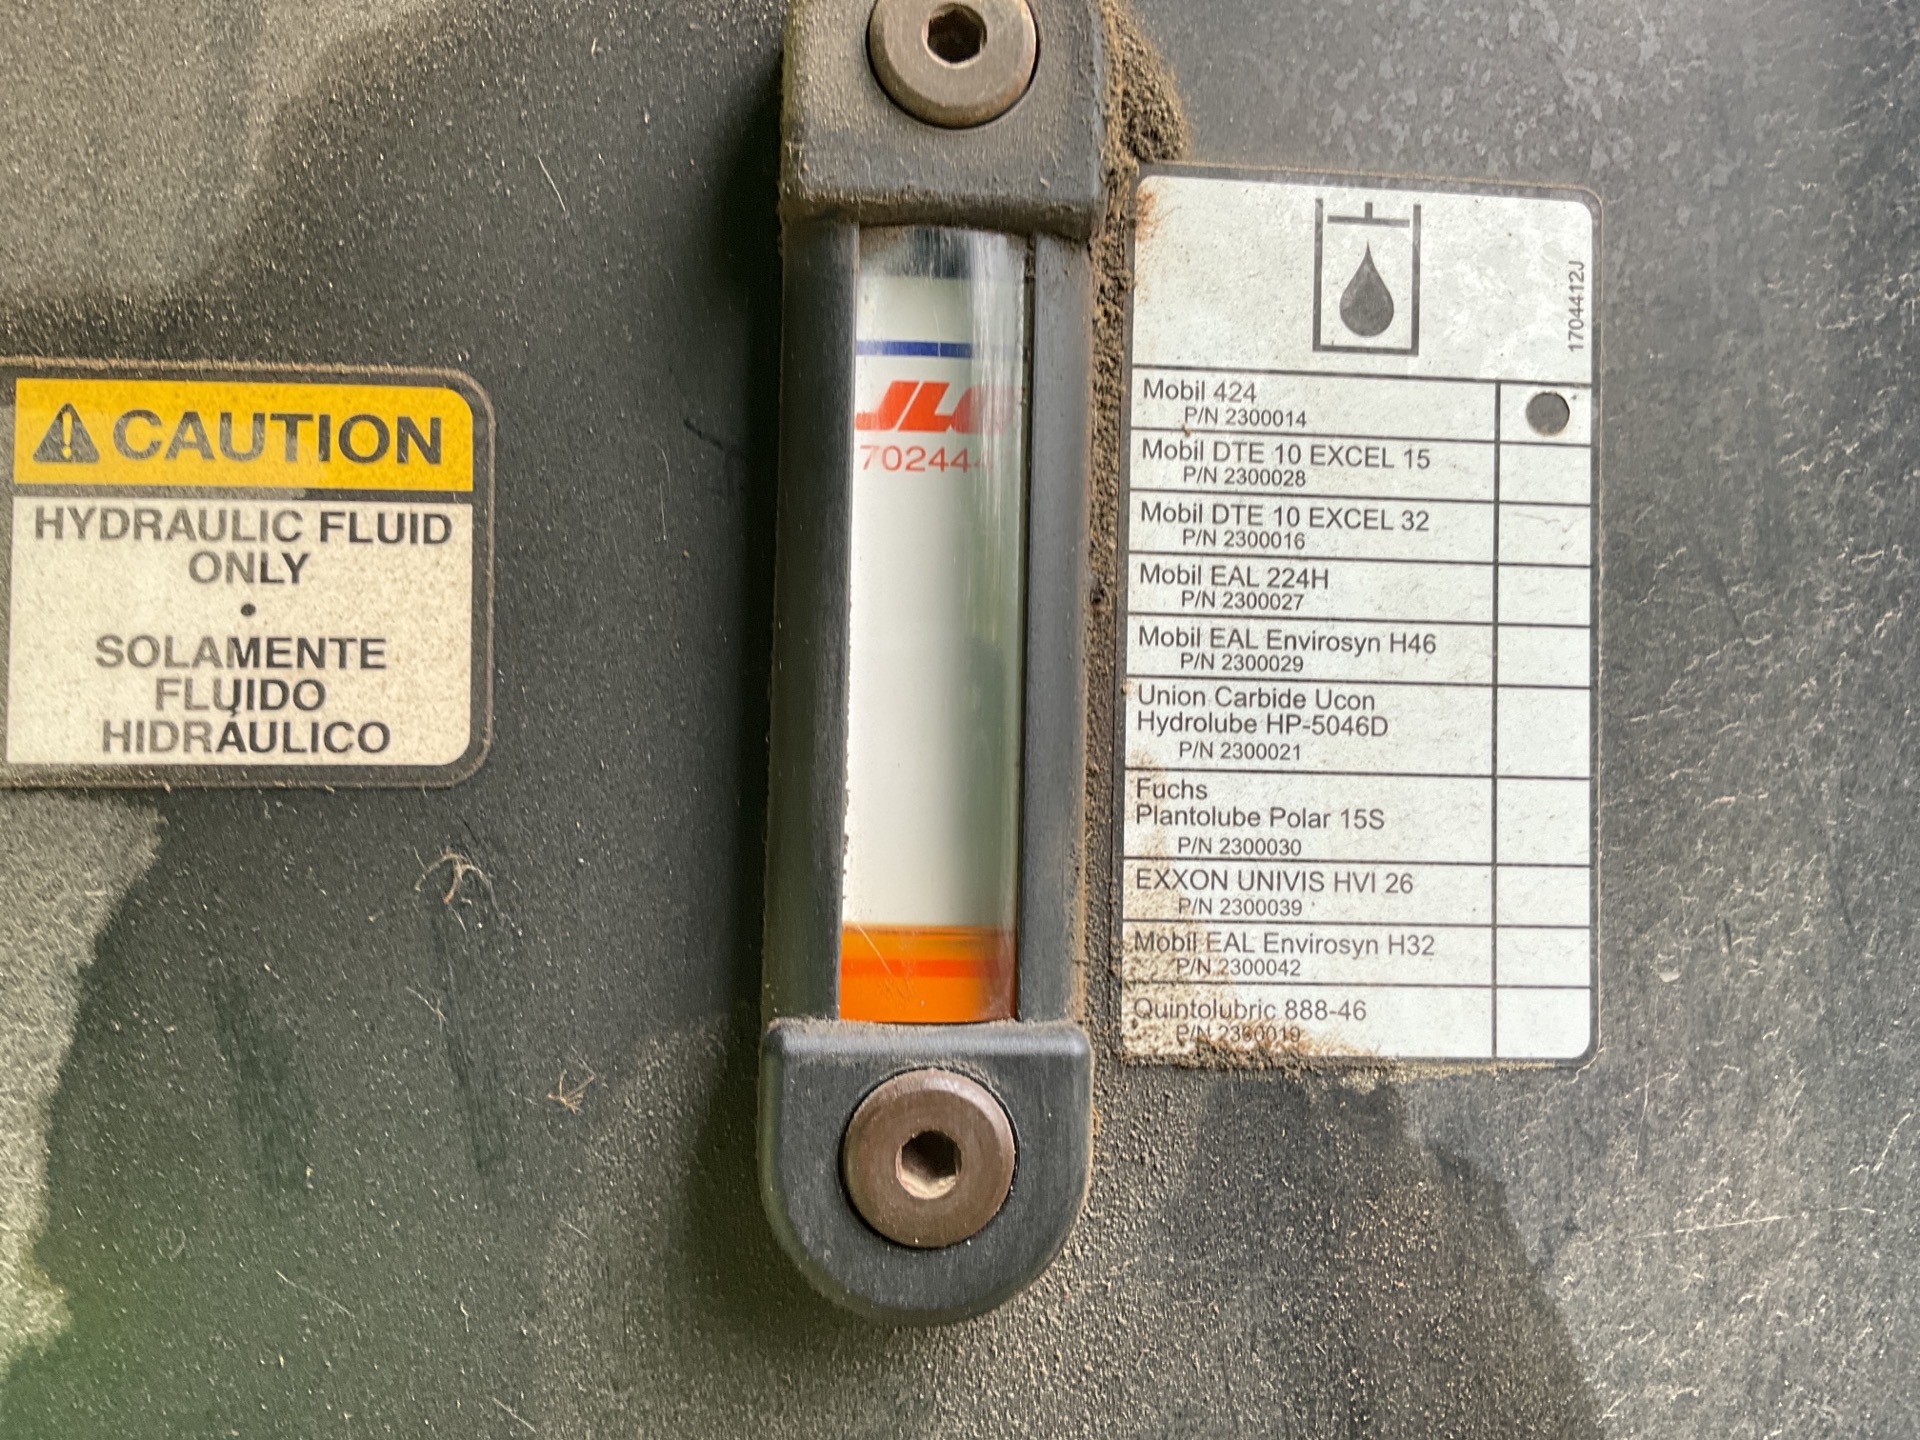 CAUTION
HYDRAULIC FLUID
ONLY
•
SOLAMENTE
FLUIDO
HIDRÁULICO
JLG
702444
1704412J
Mobil 424
P/N 2300014
Mobil DTE 10 EXCEL 15
P/N 2300028
Mobil DTE 10 EXCEL 32
P/N 2300016
Mobil EAL 224H
P/N 2300027
Mobil EAL Envirosyn H46
P/N 2300029
Union Carbide Ucon
Hydrolube HP-5046D
P/N 2300021
Fuchs
Plantolube Polar 15S
P/N 2300030
EXXON UNIVIS HVI 26
P/N 2300039
Mobil EAL Envirosyn H32
P/N 2300042
Quintolubric 888-46
P/N 2300019